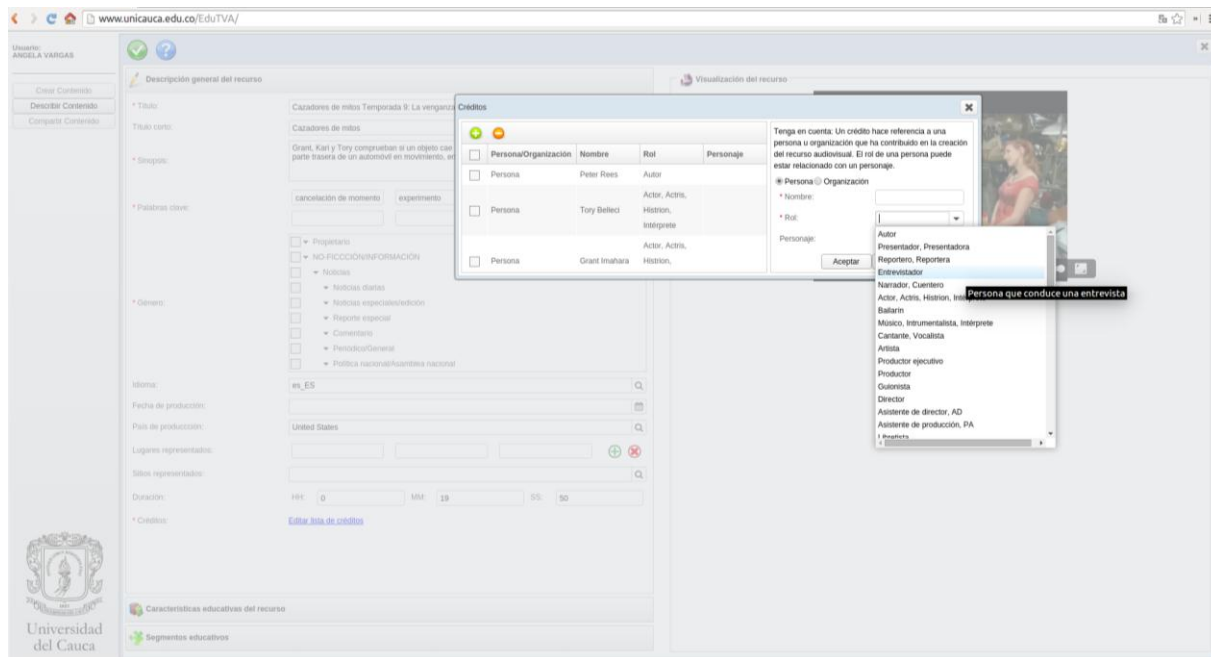 www.unicauca.edu.co/EduTVA/
Usuario:
ANGELA VARGAS
Crear Contenido
Describir Contenido
Compartir Contenido
Descripción general del recurso
* Título:
Cazadores de mitos Temporada 9: La venganza
Título corto:
Cazadores de mitos
* Sinopsis:
Grant, Kari y Tory comprueban si un objeto cae
parte trasera de un automóvil en movimiento, en
* Palabras clave:
cancelación de momento
experimento
* Género:
Propietario
NO-FICCCIÓN/INFORMACIÓN
Noticias
Noticias diarias
Noticias especiales/edición
Reporte especial
Comentario
Periódico/General
Política nacional/Asamblea nacional
Idioma:
es_ES
Fecha de producción:
País de produccción:
United States
Lugares representados:
Sitios representados:
Duración:
HH: 0 MM: 19 SS: 50
* Créditos:
Editar lista de créditos
Características educativas del recurso
Segmentos educativos
Universidad
del Cauca
Visualización del recurso
Créditos
Persona/Organización Nombre Rol Personaje
Persona Peter Rees Autor
Persona Tory Belleci Actor, Actris,
Histrion,
Intérprete
Persona Grant Imahara Actor, Actris,
Histrion,
Tenga en cuenta: Un crédito hace referencia a una
persona u organización que ha contribuido en la creación
del recurso audiovisual. El rol de una persona puede
estar relacionado con un personaje.
Persona Organización
* Nombre:
* Rol:
Personaje:
Aceptar
Autor
Presentador, Presentadora
Reportero, Reportera
Entrevistador
Narrador, Cuentero
Actor, Actris, Histrion,
Persona que conduce una entrevista
Bailarín
Músico, Intrumentalista, Intérprete
Cantante, Vocalista
Artista
Productor ejecutivo
Productor
Guionista
Director
Asistente de director, AD
Asistente de producción, PA